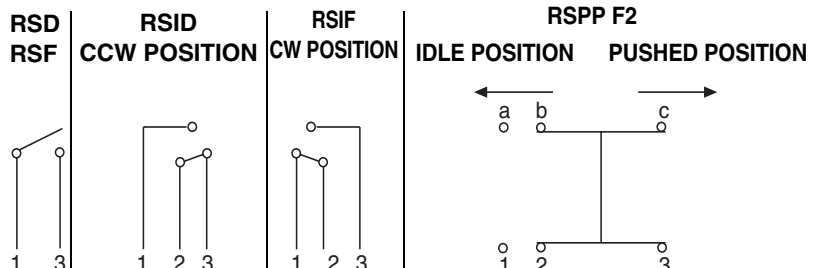 RSD
RSF
RSID
CCW POSITION
RSIF
CW POSITION
RSPP F2
IDLE POSITION PUSHED POSITION
a b c
1 3
1 2 3
1 2 3
1 2 3